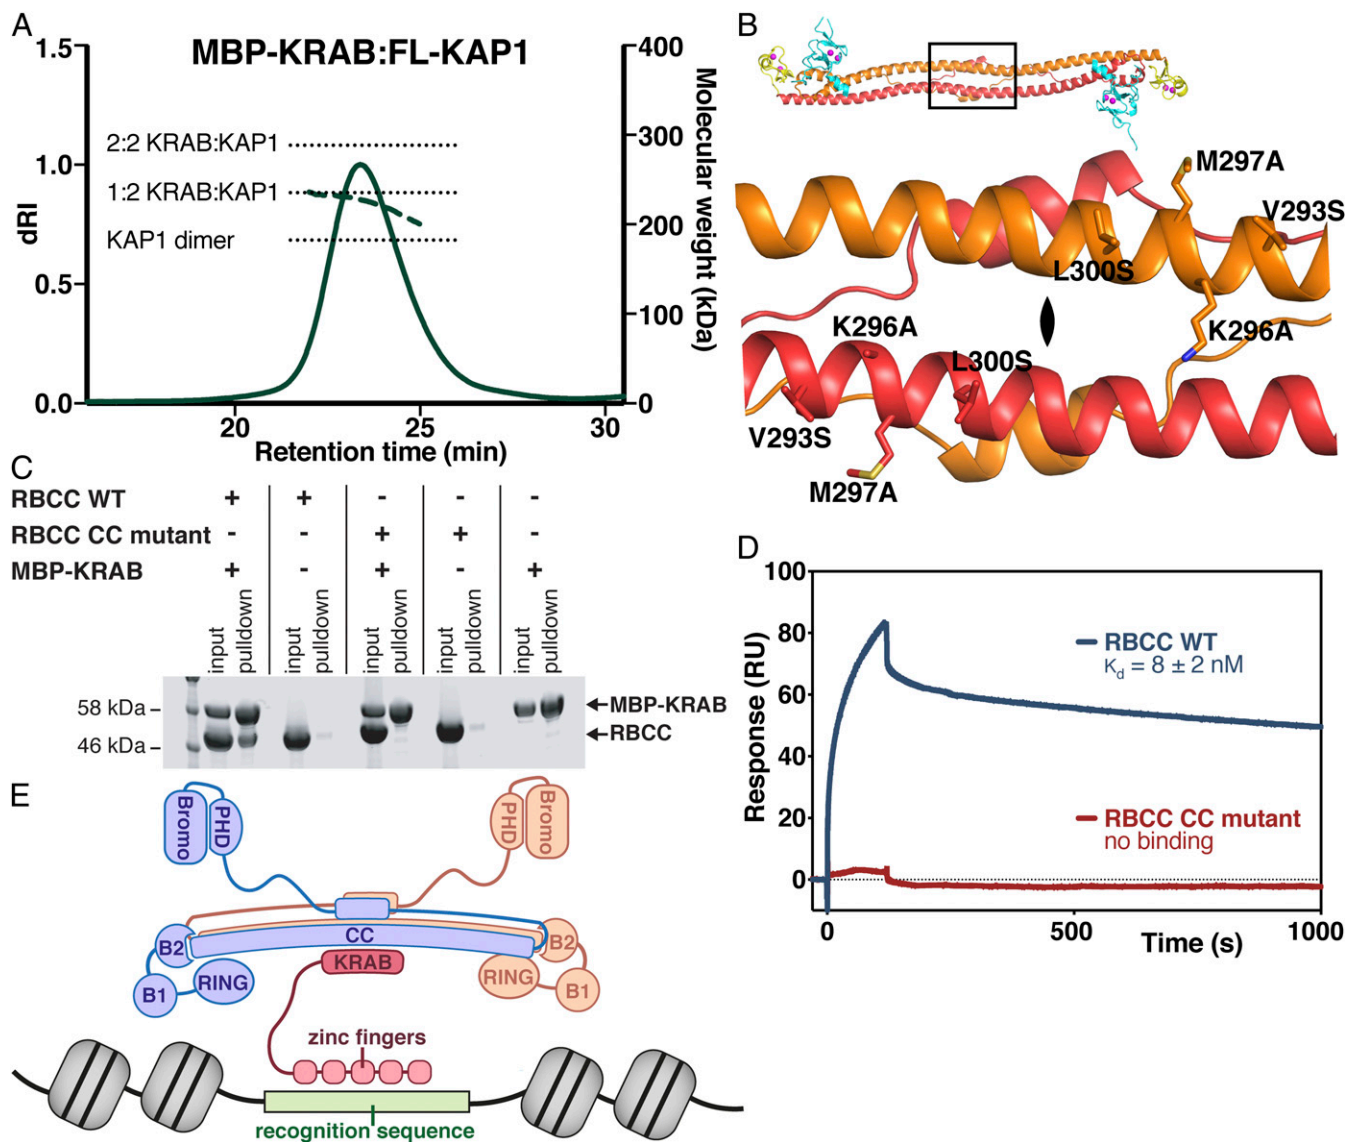 A
MBP-KRAB:FL-KAP1
1.5
1.0
0.5
0.0
dRI
400
300
200
100
0
Molecular weight (kDa)
2:2 KRAB:KAP1
1:2 KRAB:KAP1
KAP1 dimer
20
25
30
Retention time (min)
B
M297A
V293S
L300S
K296A
K296A
L300S
V293S
M297A
C
RBCC WT + + - - -
RBCC CC mutant - - + + -
MBP-KRAB + - + - +
input pulldown input pulldown input pulldown input pulldown input pulldown
58 kDa
46 kDa
MBP-KRAB
RBCC
D
100
80
60
40
20
0
Response (RU)
RBCC WT
Kd = 8 ± 2 nM
RBCC CC mutant
no binding
0
500
1000
Time (s)
E
Bromo
PHD
PHD
Bromo
CC
B2
B2
KRAB
RING
RING
B1
B1
zinc fingers
recognition sequence